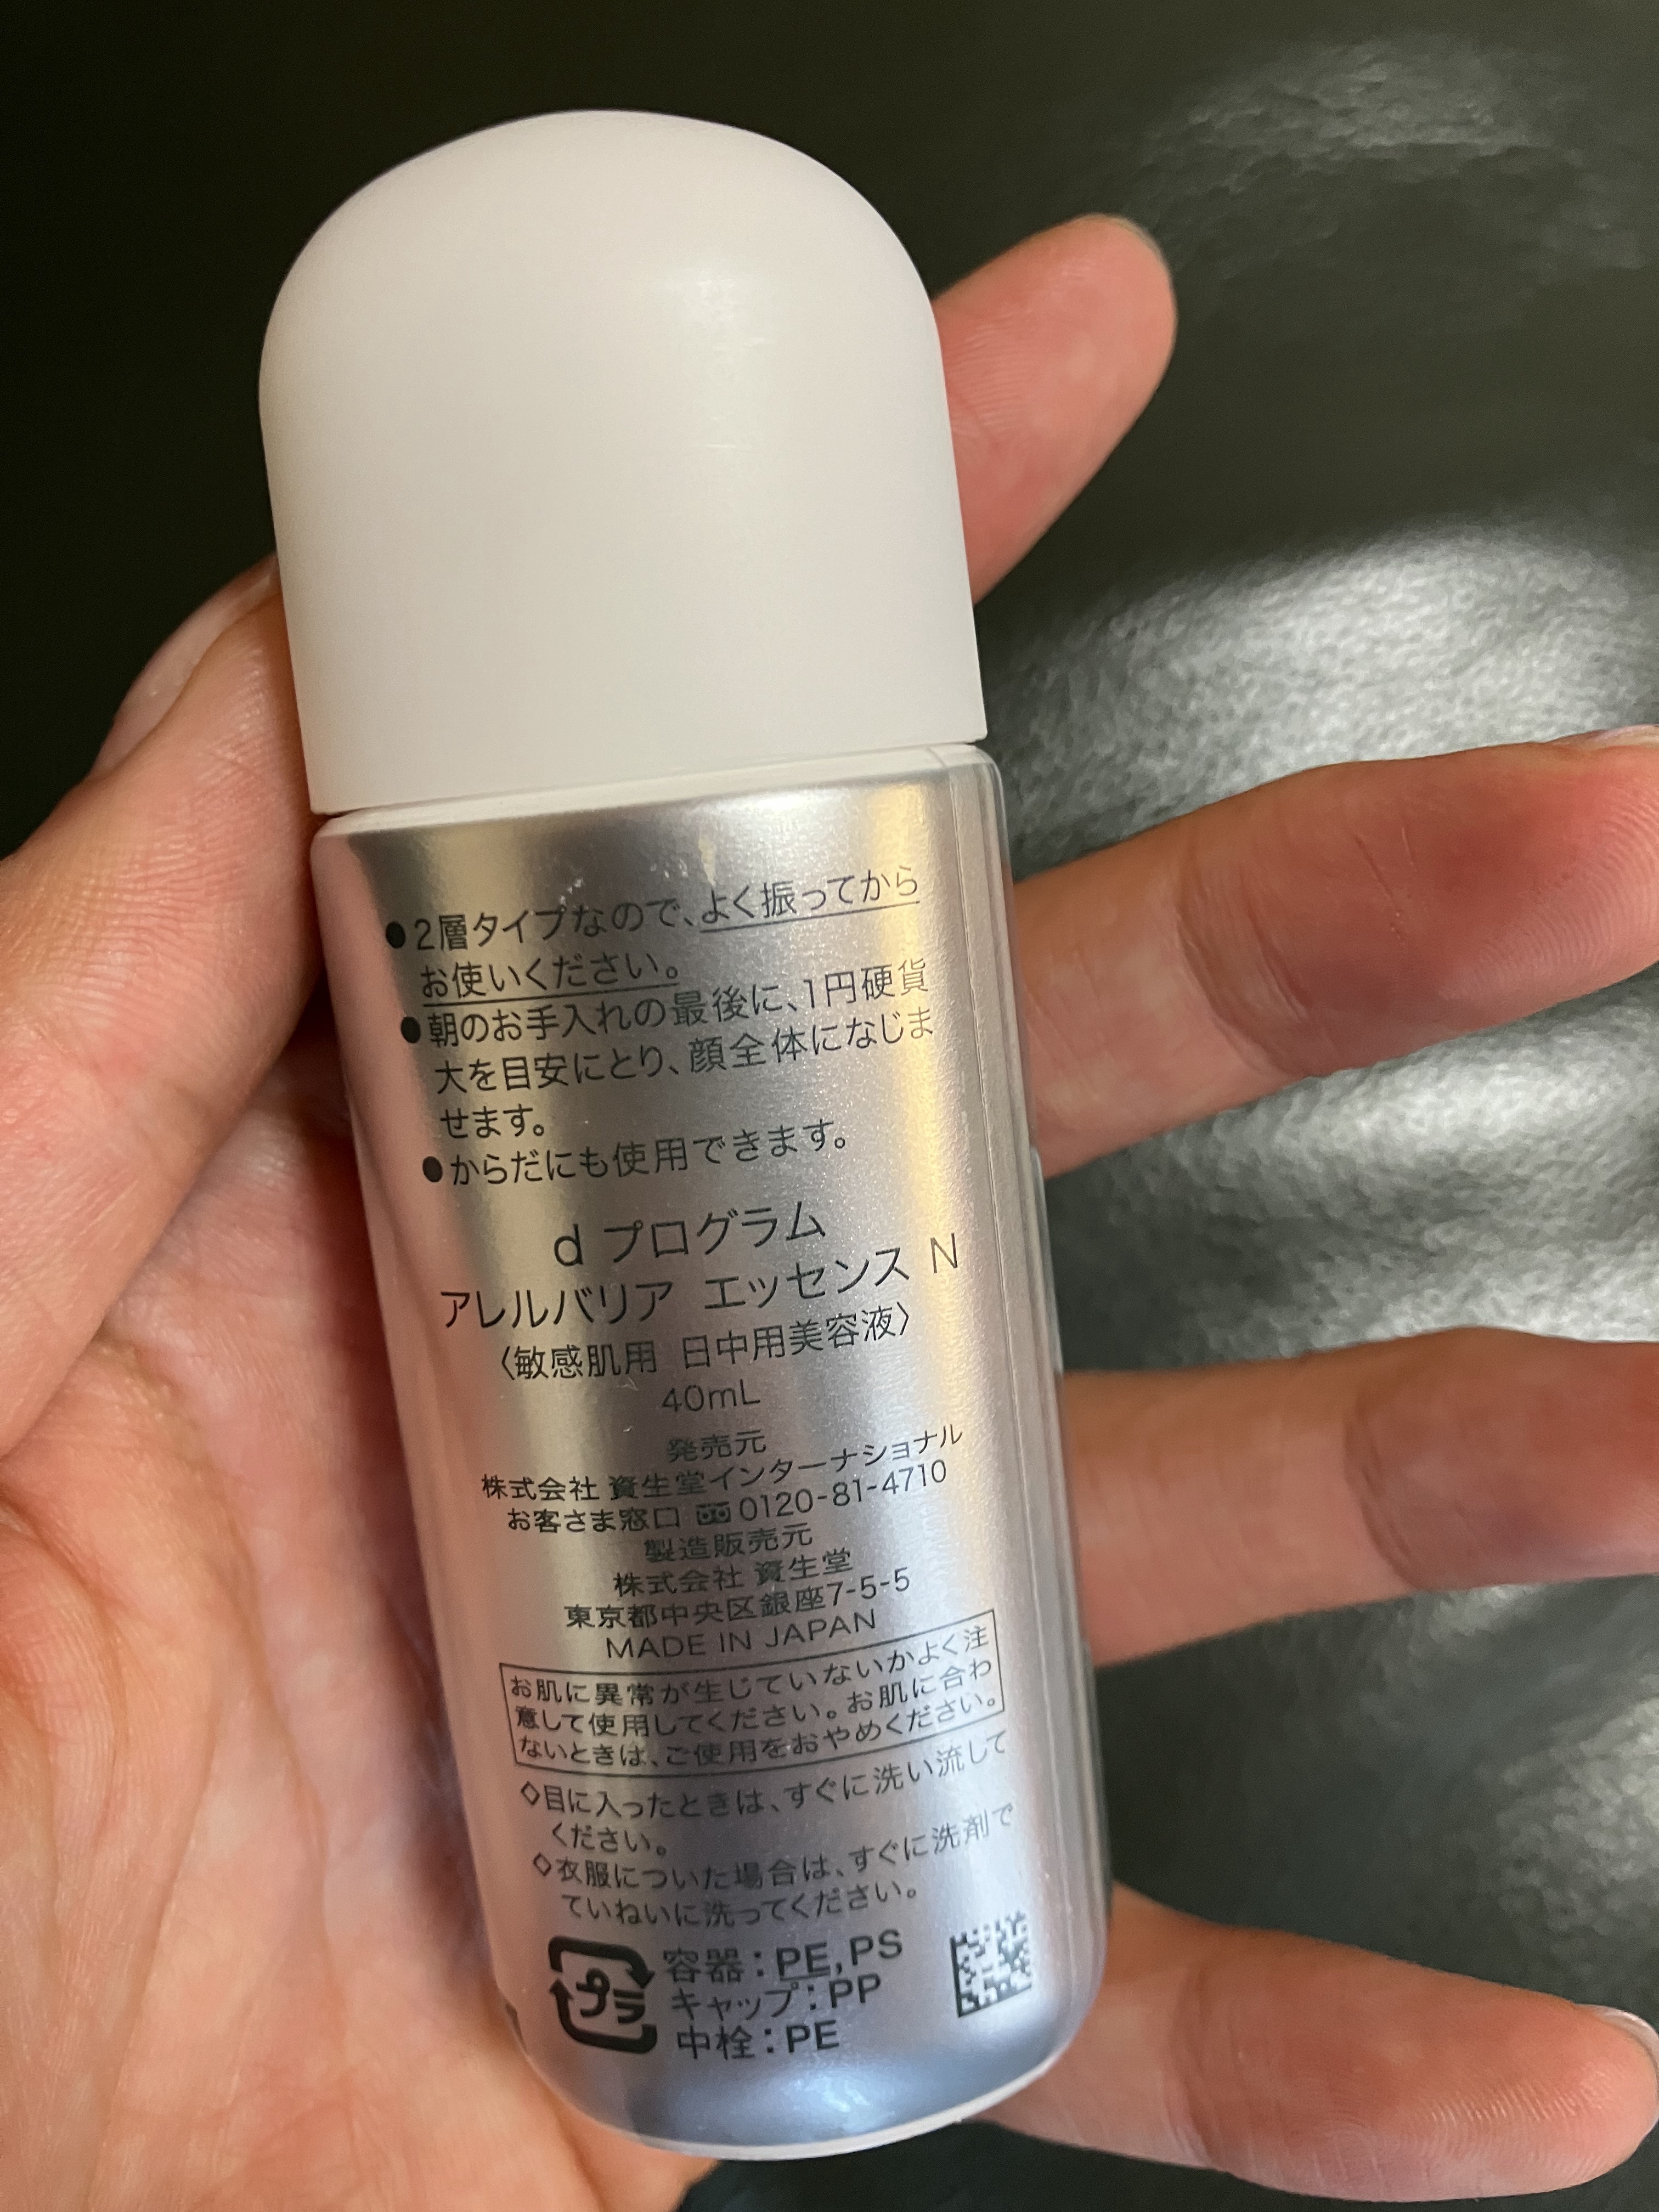 ●2層タイプなので、よく振ってから
お使いください。
●朝のお手入れの最後に、1円硬貨
大を目安にとり、顔全体になじま
せます。
●からだにも使用できます。
d プログラム
アレルバリア エッセンス N
〈敏感肌用 日中用美容液〉
40mL
発売元
株式会社 資生堂インターナショナル
お客さま窓口 0120-81-4710
製造販売元
株式会社 資生堂
東京都中央区銀座7-5-5
MADE IN JAPAN
お肌に異常が生じていないかよく注
意して使用してください。お肌に合わ
ないときは、ご使用をおやめください。
◇目に入ったときは、すぐに洗い流して
ください。
◇衣服についた場合は、すぐに洗剤で
ていねいに洗ってください。
プラ
容器：PE,PS
キャップ：PP
中栓：PE